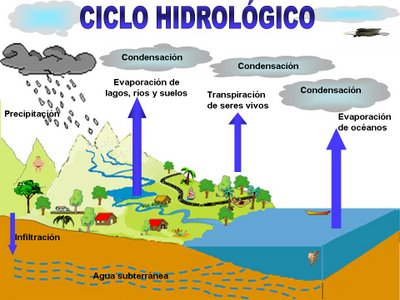 CICLO HIDROLÓGICO
Condensación
Condensación
Condensación
Evaporación de
lagos, ríos y suelos
Transpiración
de seres vivos
Precipitación
Evaporación
de océanos
Infiltración
Agua subterránea